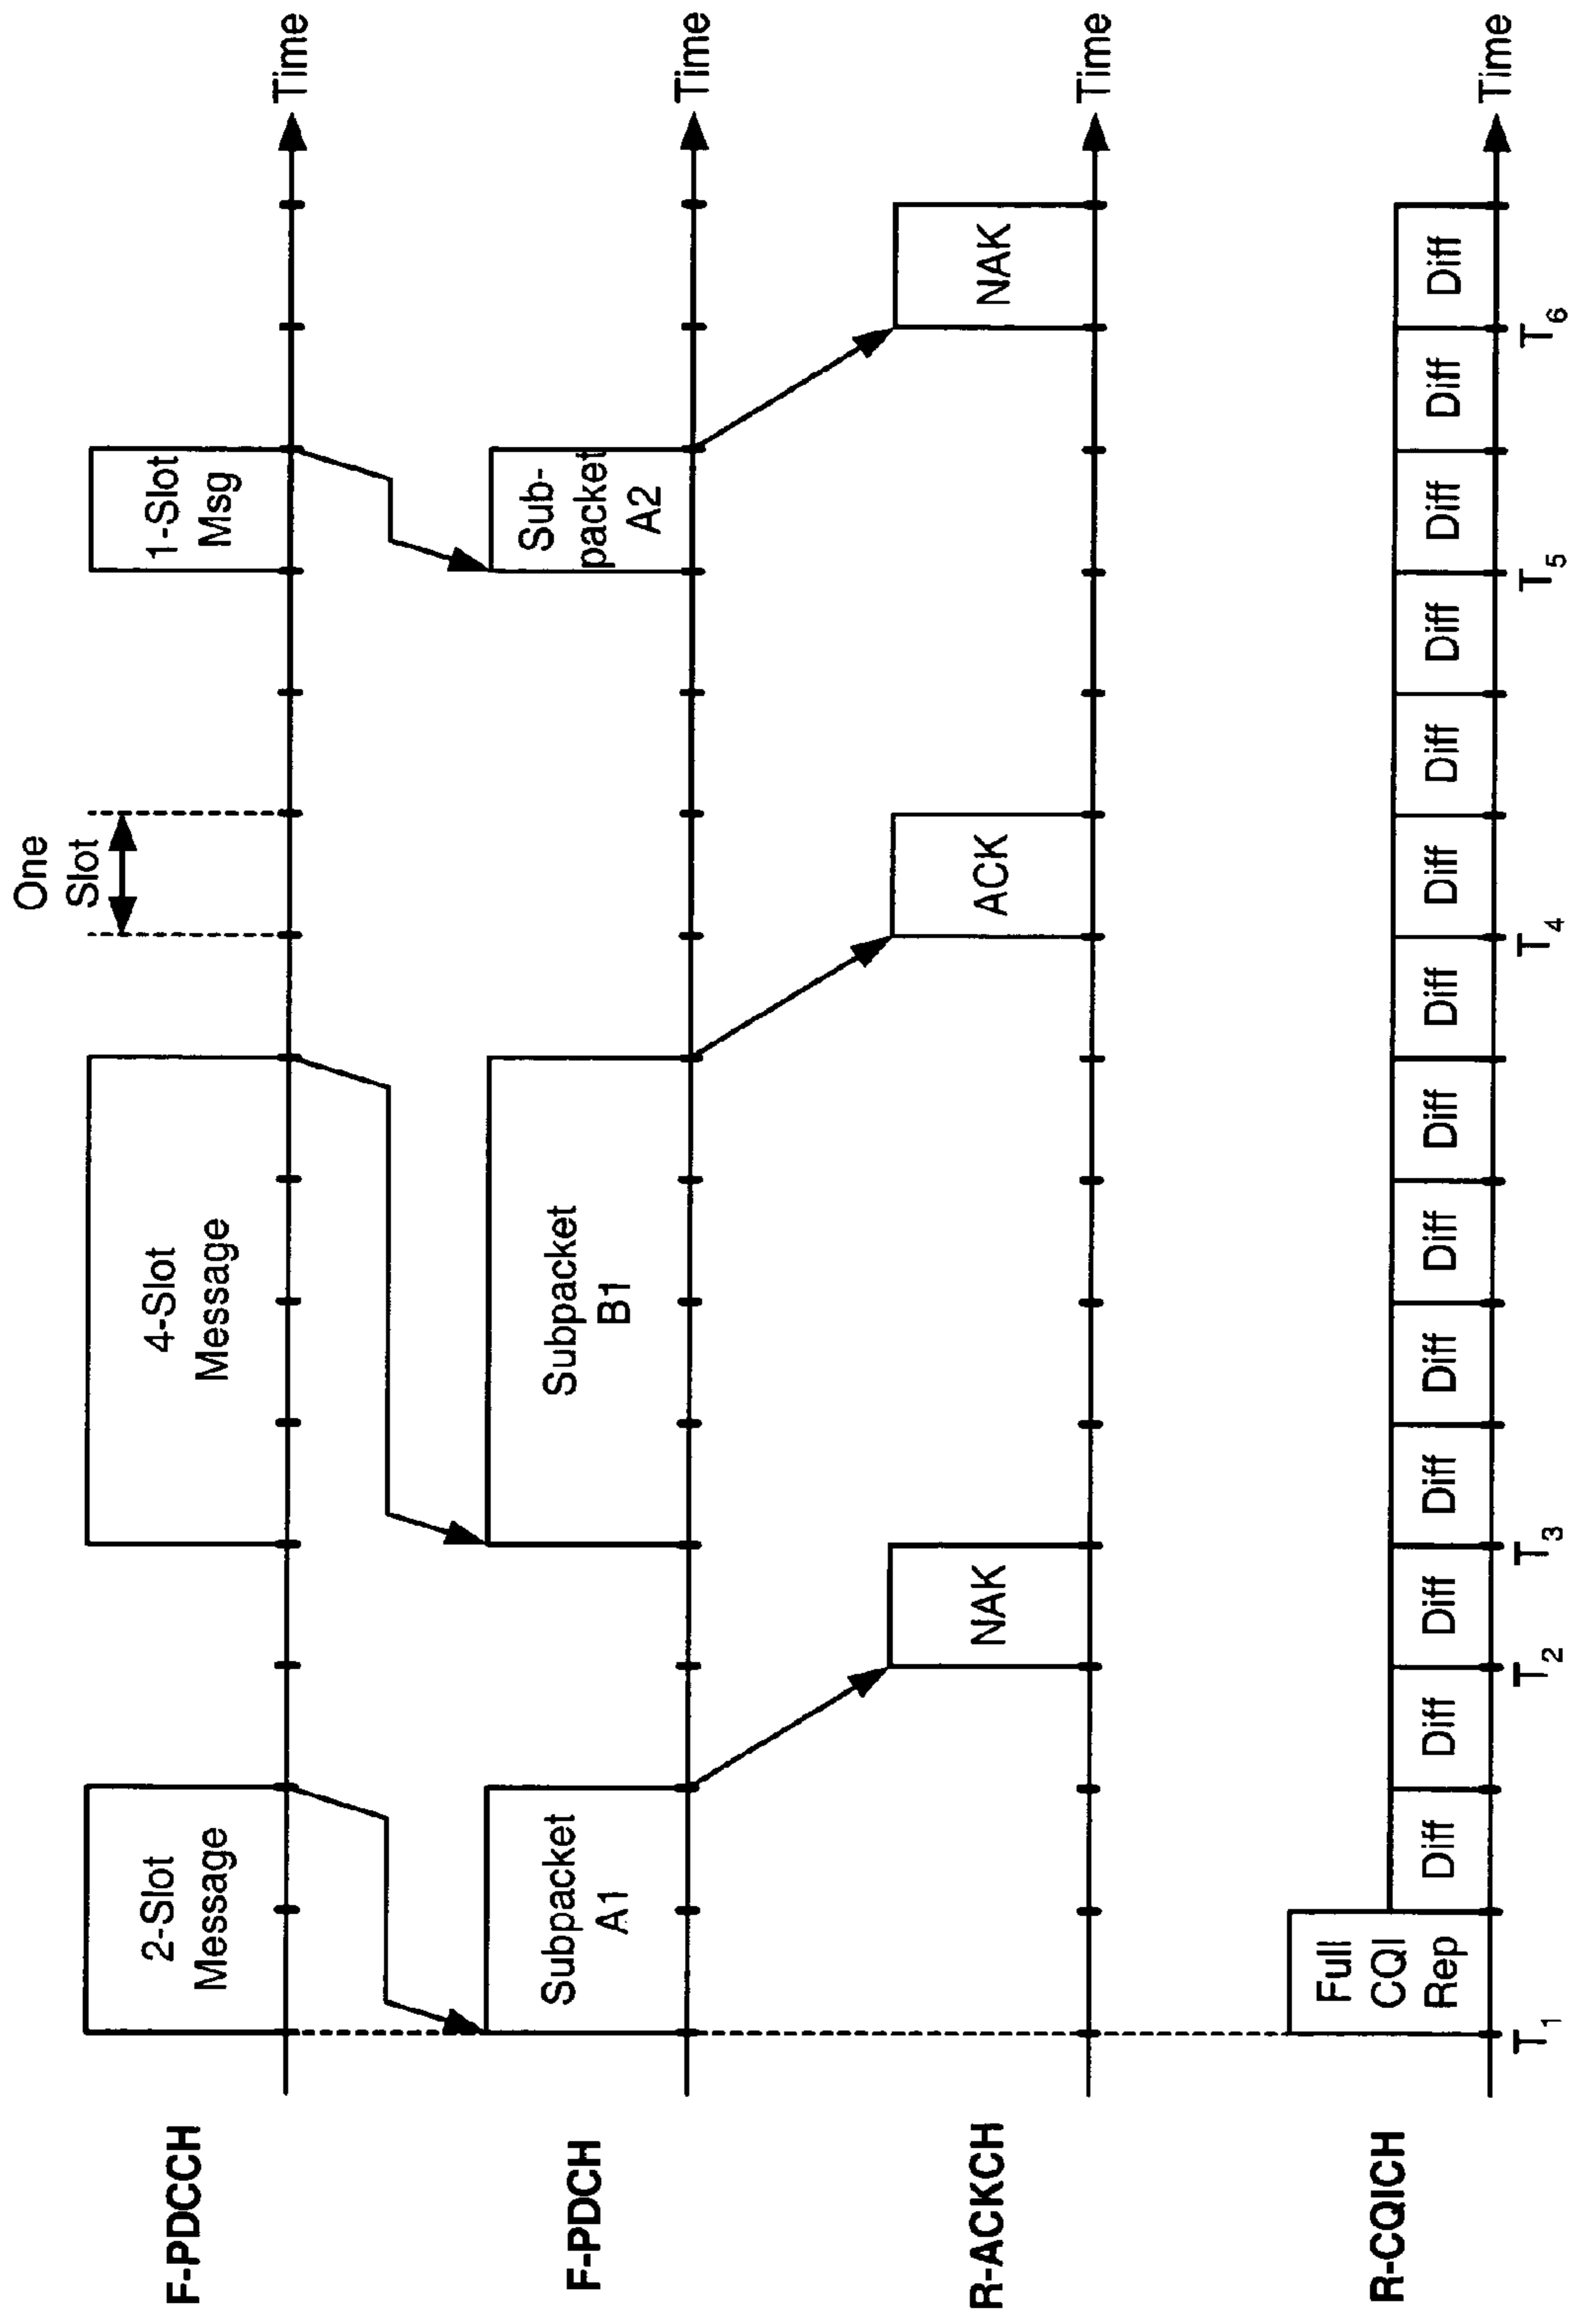 One
Slot
F-PDCCH
2-Slot
Message
4-Slot
Message
1-Slot
Msg
Time
F-PDCH
Subpacket
A1
Subpacket
B1
Sub-
packet
A2
Time
R-ACKCH
NAK
ACK
NAK
Time
R-CQICH
Full
CQI
Rep
Diff
Diff
Diff
Diff
Diff
Diff
Diff
Diff
Diff
Diff
Diff
Diff
Diff
Diff
Time
T1
T2
T3
T4
T5
T6